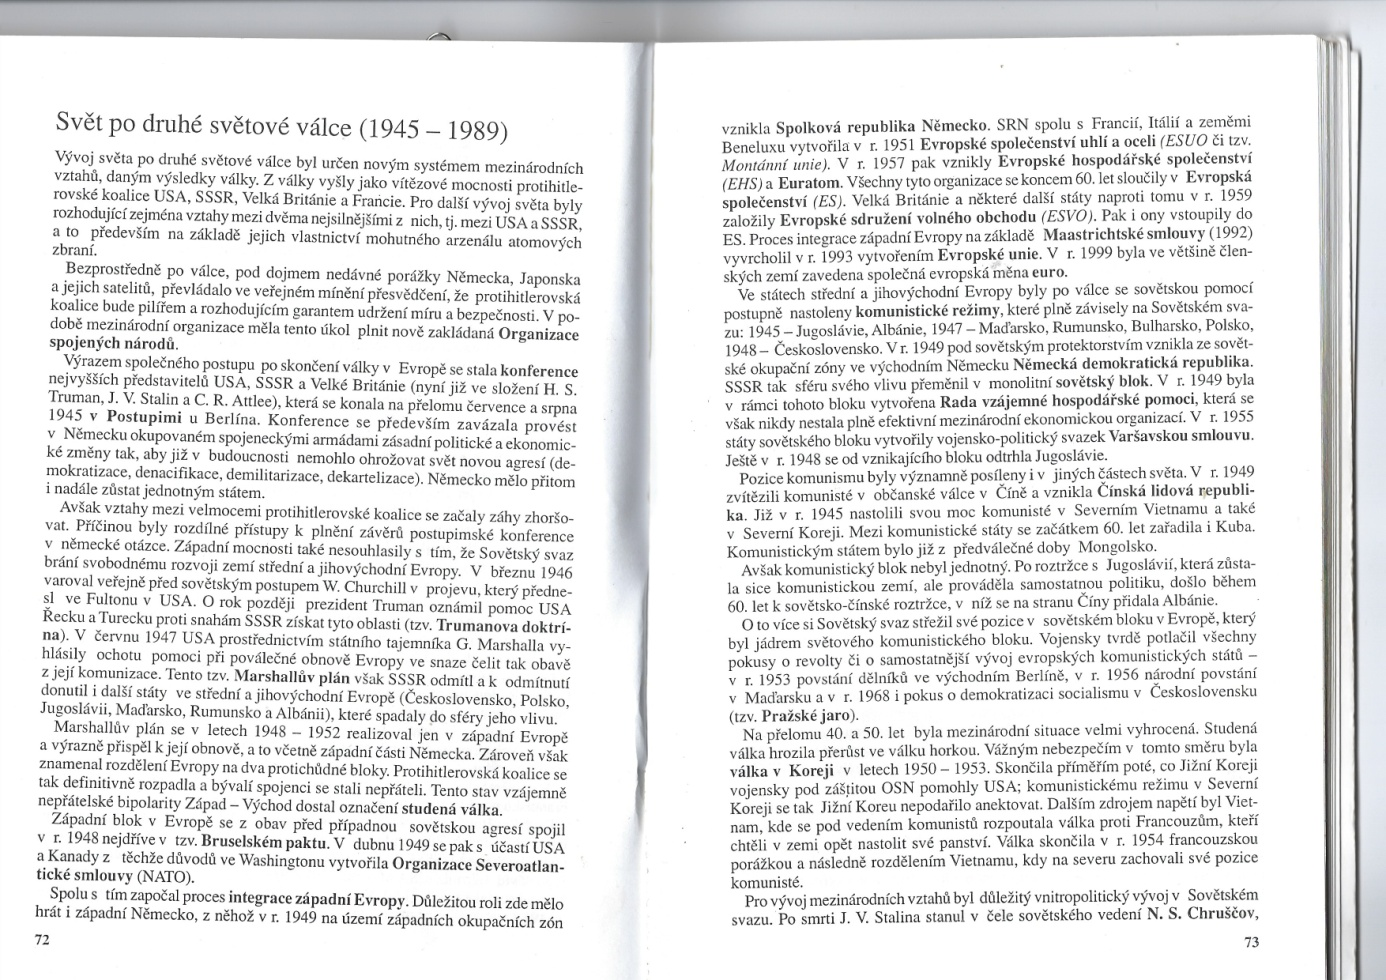 Svět po druhé světové válce (1945 – 1989)
Vývoj světa po druhé světové válce byl určen novým systémem mezinárodních
vztahů, daným výsledky války. Z války vyšly jako vítězové mocnosti protihitle-
rovské koalice USA, SSSR, Velká Británie a Francie. Pro další vývoj světa byly
rozhodující zejména vztahy mezi dvěma nejsilnějšími z nich, tj. mezi USA a SSSR,
a to především na základě jejich vlastnictví mohutného arzenálu atomových
zbraní.
Bezprostředně po válce, pod dojmem nedávné porážky Německa, Japonska
a jejich satelitů, převládalo ve veřejném mínění přesvědčení, že protihitlerovská
koalice bude pilířem a rozhodujícím garantem udržení míru a bezpečnosti. V po-
době mezinárodní organizace měla tento úkol plnit nově zakládaná Organizace
spojených národů.
Výrazem společného postupu po skončení války v Evropě se stala konference
nejvyšších představitelů USA, SSSR a Velké Británie (nyní již ve složení H. S.
Truman, J. V. Stalin a C. R. Attlee), která se konala na přelomu července a srpna
1945 v Postupimi u Berlína. Konference se především zavázala provést
v Německu okupovaném spojeneckými armádami zásadní politické a ekonomic-
ké změny tak, aby již v budoucnosti nemohlo ohrožovat svět novou agresí (de-
mokratizace, denacifikace, demilitarizace, dekartelizace). Německo mělo přitom
i nadále zůstat jednotným státem.
Avšak vztahy mezi velmocemi protihitlerovské koalice se začaly záhy zhoršo-
vat. Příčinou byly rozdílné přístupy k plnění závěrů postupimské konference
v německé otázce. Západní mocnosti také nesouhlasily s tím, že Sovětský svaz
brání svobodnému rozvoji zemí střední a jihovýchodní Evropy. V březnu 1946
varoval veřejně před sovětským postupem W. Churchill v projevu, který předne-
sl ve Fultonu v USA. O rok později prezident Truman oznámil pomoc USA
Řecku a Turecku proti snahám SSSR získat tyto oblasti (tzv. Trumanova doktrí-
na). V červnu 1947 USA prostřednictvím státního tajemníka G. Marshalla vy-
hlásily ochotu pomoci při poválečné obnově Evropy ve snaze čelit tak obavě
z její komunizace. Tento tzv. Marshallův plán však SSSR odmítl a k odmítnutí
donutil i další státy ve střední a jihovýchodní Evropě (Československo, Polsko,
Jugoslávii, Maďarsko, Rumunsko a Albánii), které spadaly do sféry jeho vlivu.
Marshallův plán se v letech 1948 – 1952 realizoval jen v západní Evropě
a výrazně přispěl k její obnově, a to včetně západní části Německa. Zároveň však
znamenal rozdělení Evropy na dva protichůdné bloky. Protihitlerovská koalice se
tak definitivně rozpadla a bývalí spojenci se stali nepřáteli. Tento stav vzájemně
nepřátelské bipolarity Západ – Východ dostal označení studená válka.
Západní blok v Evropě se z obav před případnou sovětskou agresí spojil
v r. 1948 nejdříve v tzv. Bruselském paktu. V dubnu 1949 se pak s účastí USA
a Kanady z těchže důvodů ve Washingtonu vytvořila Organizace Severoatlan-
tické smlouvy (NATO).
Spolu s tím započal proces integrace západní Evropy. Důležitou roli zde mělo
hrát i západní Německo, z něhož v r. 1949 na území západních okupačních zón
72
vznikla Spolková republika Německo. SRN spolu s Francií, Itálií a zeměmi
Beneluxu vytvořila v r. 1951 Evropské společenství uhlí a oceli (ESUO či tzv.
Montánní unie). V r. 1957 pak vznikly Evropské hospodářské společenství
(EHS) a Euratom. Všechny tyto organizace se koncem 60. let sloučily v Evropská
společenství (ES). Velká Británie a některé další státy naproti tomu v r. 1959
založily Evropské sdružení volného obchodu (ESVO). Pak i ony vstoupily do
ES. Proces integrace západní Evropy na základě Maastrichtské smlouvy (1992)
vyvrcholil v r. 1993 vytvořením Evropské unie. V r. 1999 byla ve většině člen-
ských zemí zavedena společná evropská měna euro.
Ve státech střední a jihovýchodní Evropy byly po válce se sovětskou pomocí
postupně nastoleny komunistické režimy, které plně závisely na Sovětském sva-
zu: 1945 – Jugoslávie, Albánie, 1947 – Maďarsko, Rumunsko, Bulharsko, Polsko,
1948 – Československo. V r. 1949 pod sovětským protektorstvím vznikla ze sovět-
ské okupační zóny ve východním Německu Německá demokratická republika.
SSSR tak sféru svého vlivu přeměnil v monolitní sovětský blok. V r. 1949 byla
v rámci tohoto bloku vytvořena Rada vzájemné hospodářské pomoci, která se
však nikdy nestala plně efektivní mezinárodní ekonomickou organizací. V r. 1955
státy sovětského bloku vytvořily vojensko-politický svazek Varšavskou smlouvu.
Ještě v r. 1948 se od vznikajícího bloku odtrhla Jugoslávie.
Pozice komunismu byly významně posíleny i v jiných částech světa. V r. 1949
zvítězili komunisté v občanské válce v Číně a vznikla Čínská lidová republi-
ka. Již v r. 1945 nastolili svou moc komunisté v Severním Vietnamu a také
v Severní Koreji. Mezi komunistické státy se začátkem 60. let zařadila i Kuba.
Komunistickým státem bylo již z předválečné doby Mongolsko.
Avšak komunistický blok nebyl jednotný. Po roztržce s Jugoslávií, která zůsta-
la sice komunistickou zemí, ale prováděla samostatnou politiku, došlo během
60. let k sovětsko-čínské roztržce, v níž se na stranu Číny přidala Albánie.
O to více si Sovětský svaz střežil své pozice v sovětském bloku v Evropě, který
byl jádrem světového komunistického bloku. Vojensky tvrdě potlačil všechny
pokusy o revolty či o samostatnější vývoj evropských komunistických států –
v r. 1953 povstání dělníků ve východním Berlíně, v r. 1956 národní povstání
v Maďarsku a v r. 1968 i pokus o demokratizaci socialismu v Československu
(tzv. Pražské jaro).
Na přelomu 40. a 50. let byla mezinárodní situace velmi vyhrocená. Studená
válka hrozila přerůst ve válku horkou. Vážným nebezpečím v tomto směru byla
válka v Koreji v letech 1950 – 1953. Skončila příměřím poté, co Jižní Koreji
vojensky pod záštitou OSN pomohly USA; komunistickému režimu v Severní
Koreji se tak Jižní Koreu nepodařilo anektovat. Dalším zdrojem napětí byl Viet-
nam, kde se pod vedením komunistů rozpoutala válka proti Francouzům, kteří
chtěli v zemi opět nastolit své panství. Válka skončila v r. 1954 francouzskou
porážkou a následně rozdělením Vietnamu, kdy na severu zachovali své pozice
komunisté.
Pro vývoj mezinárodních vztahů byl důležitý vnitropolitický vývoj v Sovětském
svazu. Po smrti J. V. Stalina stanul v čele sovětského vedení N. S. Chruščov,
73